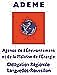 ADEME
Agence de l'Environnement
et de la Maîtrise de l'Energie
Délégation Régionale
Languedoc-Roussillon